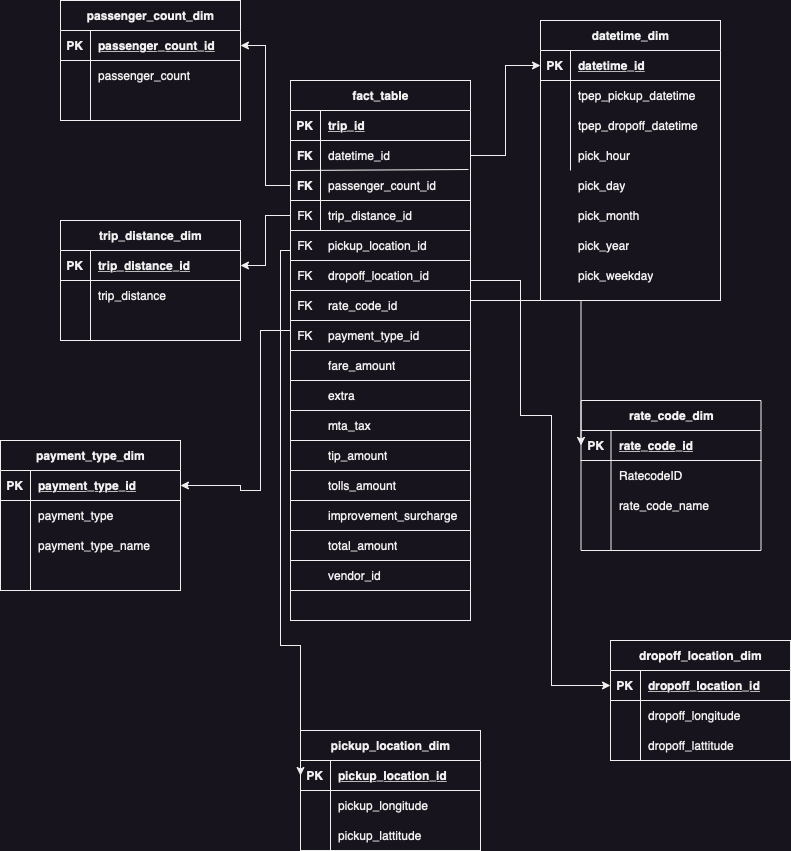 passenger_count_dim
PK passenger_count_id
passenger_count
datetime_dim
PK datetime_id
tpep_pickup_datetime
tpep_dropoff_datetime
pick_hour
pick_day
pick_month
pick_year
pick_weekday
fact_table
PK trip_id
FK datetime_id
FK passenger_count_id
FK trip_distance_id
FK pickup_location_id
FK dropoff_location_id
FK rate_code_id
FK payment_type_id
fare_amount
extra
mta_tax
tip_amount
tolls_amount
improvement_surcharge
total_amount
vendor_id
trip_distance_dim
PK trip_distance_id
trip_distance
rate_code_dim
PK rate_code_id
RatecodeID
rate_code_name
payment_type_dim
PK payment_type_id
payment_type
payment_type_name
dropoff_location_dim
PK dropoff_location_id
dropoff_longitude
dropoff_lattitude
pickup_location_dim
PK pickup_location_id
pickup_longitude
pickup_lattitude